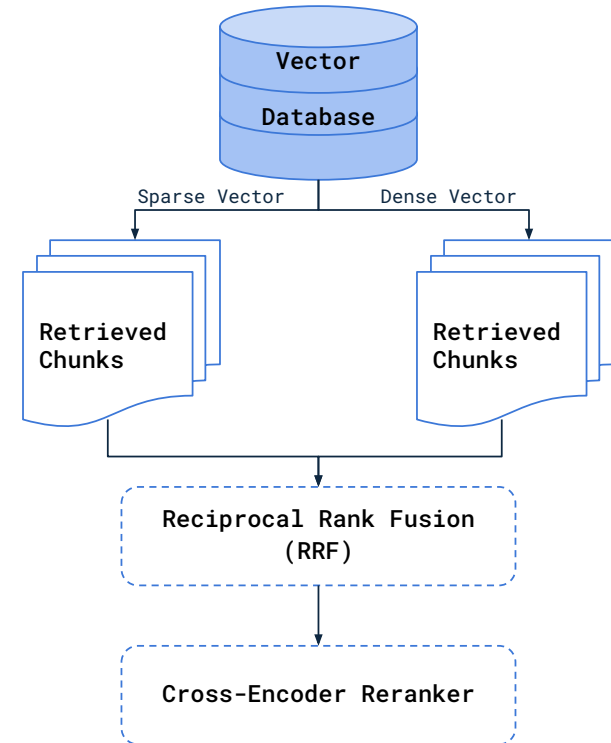 Vector
Database
Sparse Vector
Dense Vector
Retrieved
Chunks
Retrieved
Chunks
Reciprocal Rank Fusion
(RRF)
Cross-Encoder Reranker